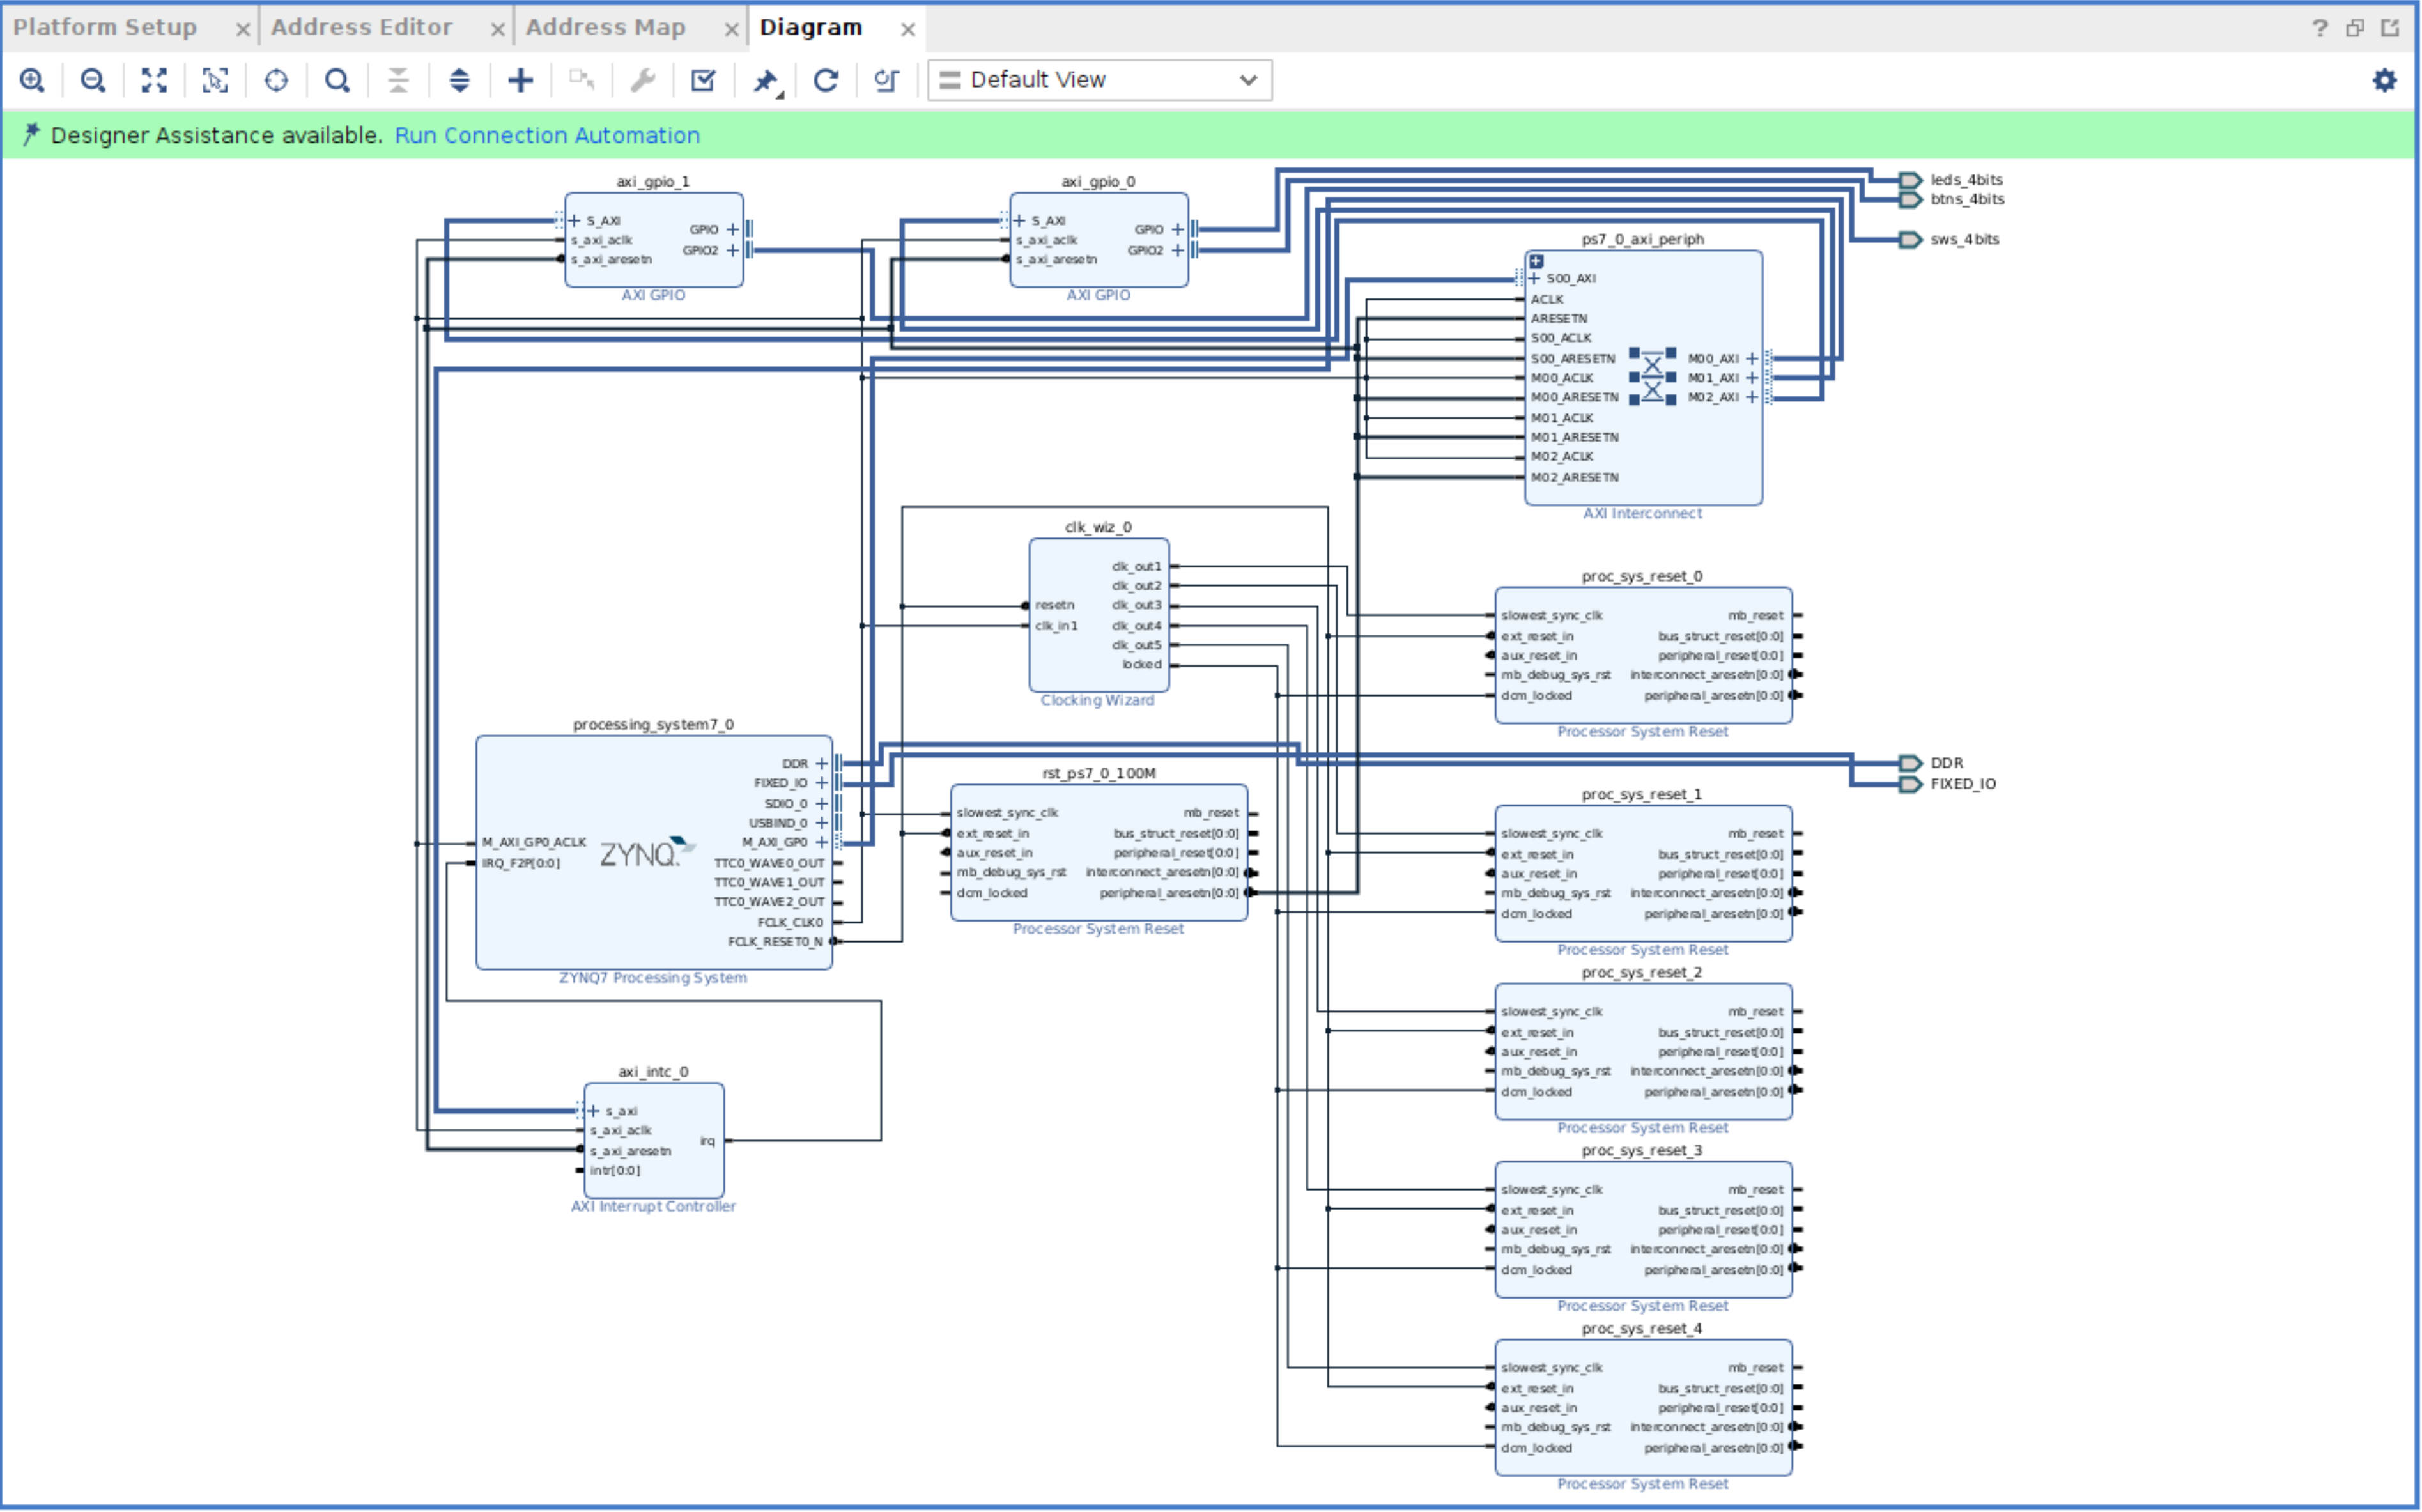 Platform Setup
Address Editor
Address Map
Diagram
Default View
Designer Assistance available. Run Connection Automation
axi_gpio_1
S_AXI
s_axi_aclk
s_axi_aresetn
GPIO
GPIO2
AXI GPIO
axi_gpio_0
S_AXI
s_axi_aclk
s_axi_aresetn
GPIO
GPIO2
AXI GPIO
leds_4bits
btns_4bits
sws_4bits
ps7_0_axi_periph
S00_AXI
ACLK
ARESETN
S00_ACLK
S00_ARESETN
M00_ACLK
M00_ARESETN
M01_ACLK
M01_ARESETN
M02_ACLK
M02_ARESETN
M00_AXI
M01_AXI
M02_AXI
AXI Interconnect
clk_wiz_0
resetn
clk_in1
clk_out1
clk_out2
clk_out3
clk_out4
clk_out5
locked
Clocking Wizard
proc_sys_reset_0
slowest_sync_clk
ext_reset_in
aux_reset_in
mb_debug_sys_rst
dcm_locked
mb_reset
bus_struct_reset[0:0]
peripheral_reset[0:0]
interconnect_aresetn[0:0]
peripheral_aresetn[0:0]
Processor System Reset
processing_system7_0
M_AXI_GP0_ACLK
IRQ_F2P[0:0]
ZYNQ
DDR
FIXED_IO
SDIO_0
USBIND_0
M_AXI_GP0
TTC0_WAVE0_OUT
TTC0_WAVE1_OUT
TTC0_WAVE2_OUT
FCLK_CLK0
FCLK_RESET0_N
ZYNQ7 Processing System
DDR
FIXED_IO
rst_ps7_0_100M
slowest_sync_clk
ext_reset_in
aux_reset_in
mb_debug_sys_rst
dcm_locked
mb_reset
bus_struct_reset[0:0]
peripheral_reset[0:0]
interconnect_aresetn[0:0]
peripheral_aresetn[0:0]
Processor System Reset
proc_sys_reset_1
slowest_sync_clk
ext_reset_in
aux_reset_in
mb_debug_sys_rst
dcm_locked
mb_reset
bus_struct_reset[0:0]
peripheral_reset[0:0]
interconnect_aresetn[0:0]
peripheral_aresetn[0:0]
Processor System Reset
proc_sys_reset_2
slowest_sync_clk
ext_reset_in
aux_reset_in
mb_debug_sys_rst
dcm_locked
mb_reset
bus_struct_reset[0:0]
peripheral_reset[0:0]
interconnect_aresetn[0:0]
peripheral_aresetn[0:0]
Processor System Reset
axi_intc_0
s_axi
s_axi_aclk
s_axi_aresetn
intr[0:0]
irq
AXI Interrupt Controller
proc_sys_reset_3
slowest_sync_clk
ext_reset_in
aux_reset_in
mb_debug_sys_rst
dcm_locked
mb_reset
bus_struct_reset[0:0]
peripheral_reset[0:0]
interconnect_aresetn[0:0]
peripheral_aresetn[0:0]
Processor System Reset
proc_sys_reset_4
slowest_sync_clk
ext_reset_in
aux_reset_in
mb_debug_sys_rst
dcm_locked
mb_reset
bus_struct_reset[0:0]
peripheral_reset[0:0]
interconnect_aresetn[0:0]
peripheral_aresetn[0:0]
Processor System Reset